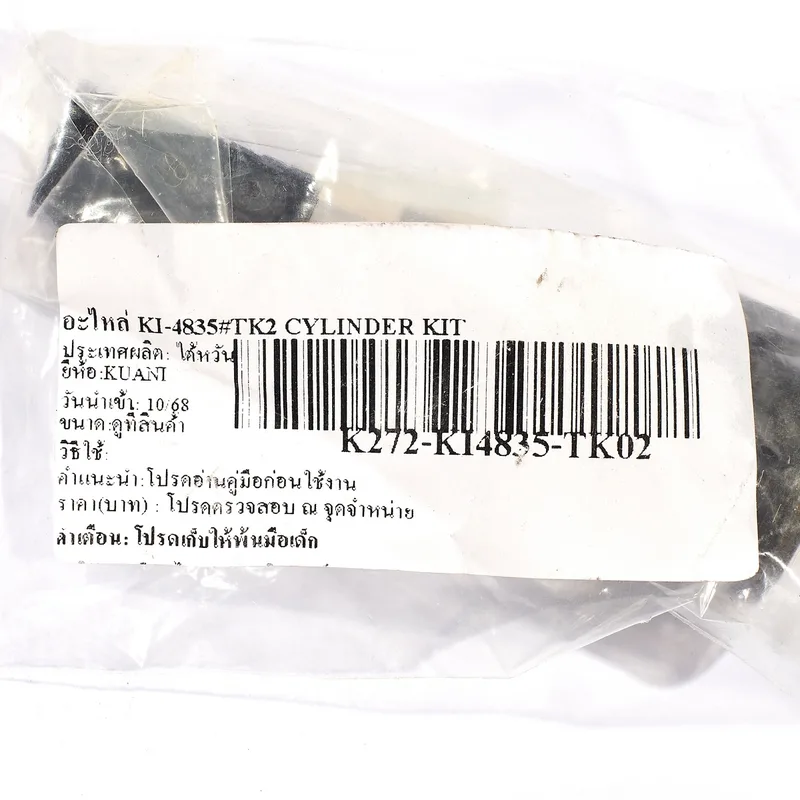 อะไหล่ KI-4835#TK2 CYLINDER KIT
ประเทศผลิต: ไต้หวัน
ยี่ห้อ:KUANI
วันนำเข้า: 10/68
ขนาด:ดูที่สินค้า
K272-KI4835-TK02
วิธีใช้:
คำแนะนำ:โปรดอ่านคู่มือก่อนใช้งาน
ราคา(บาท) : โปรดตรวจสอบ ณ จุดจำหน่าย
คำเตือน: โปรดเก็บให้พ้นมือเด็ก